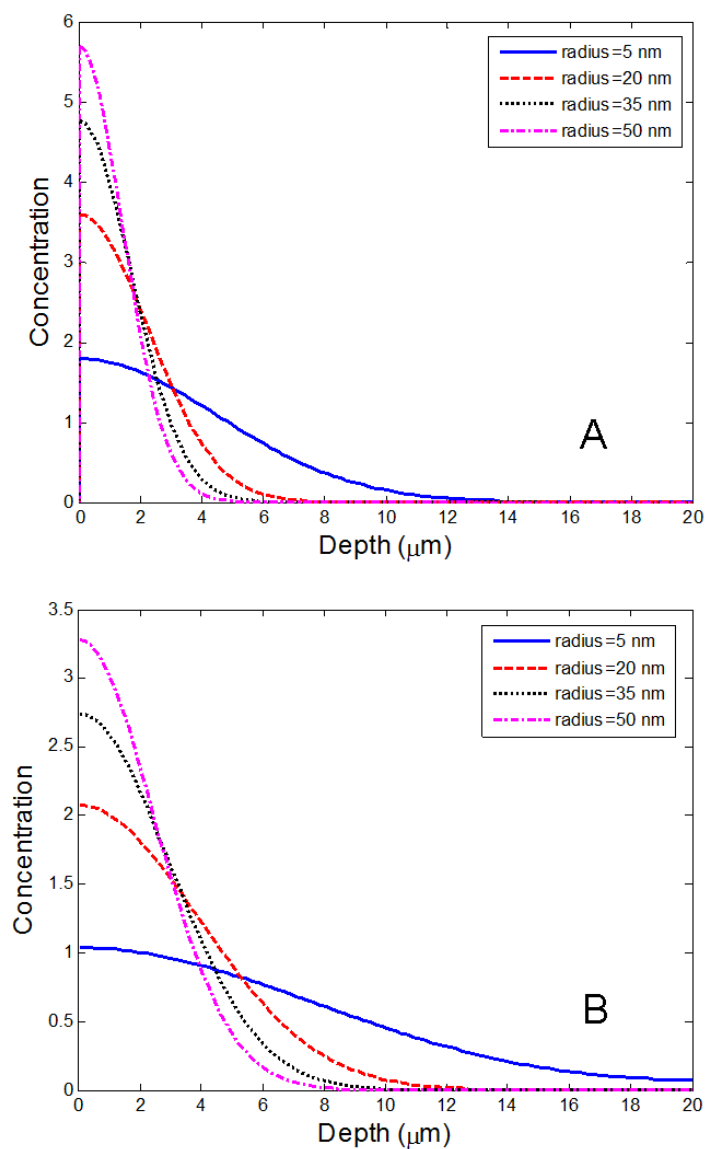 6
5
4
3
2
1
0
Concentration
radius=5 nm
radius=20 nm
radius=35 nm
radius=50 nm
A
0 2 4 6 8 10 12 14 16 18 20
Depth (μm)
3.5
3
2.5
2
1.5
1
0.5
0
Concentration
radius=5 nm
radius=20 nm
radius=35 nm
radius=50 nm
B
0 2 4 6 8 10 12 14 16 18 20
Depth (μm)